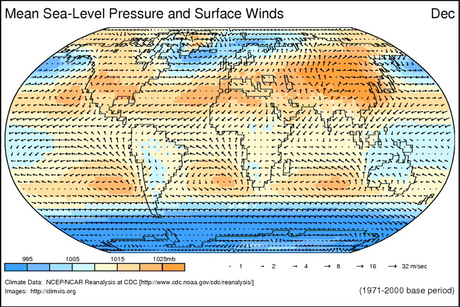 Mean Sea-Level Pressure and Surface Winds Dec
995 1005 1015 1025mb - 1 - 2 → 4 → 8 → 16 → 32 m/sec
Climate Data: NCEP/NCAR Reanalysis at CDC [http://www.cdc.noaa.gov/cdc/reanalysis/]
Images: http://climvis.org (1971-2000 base period)